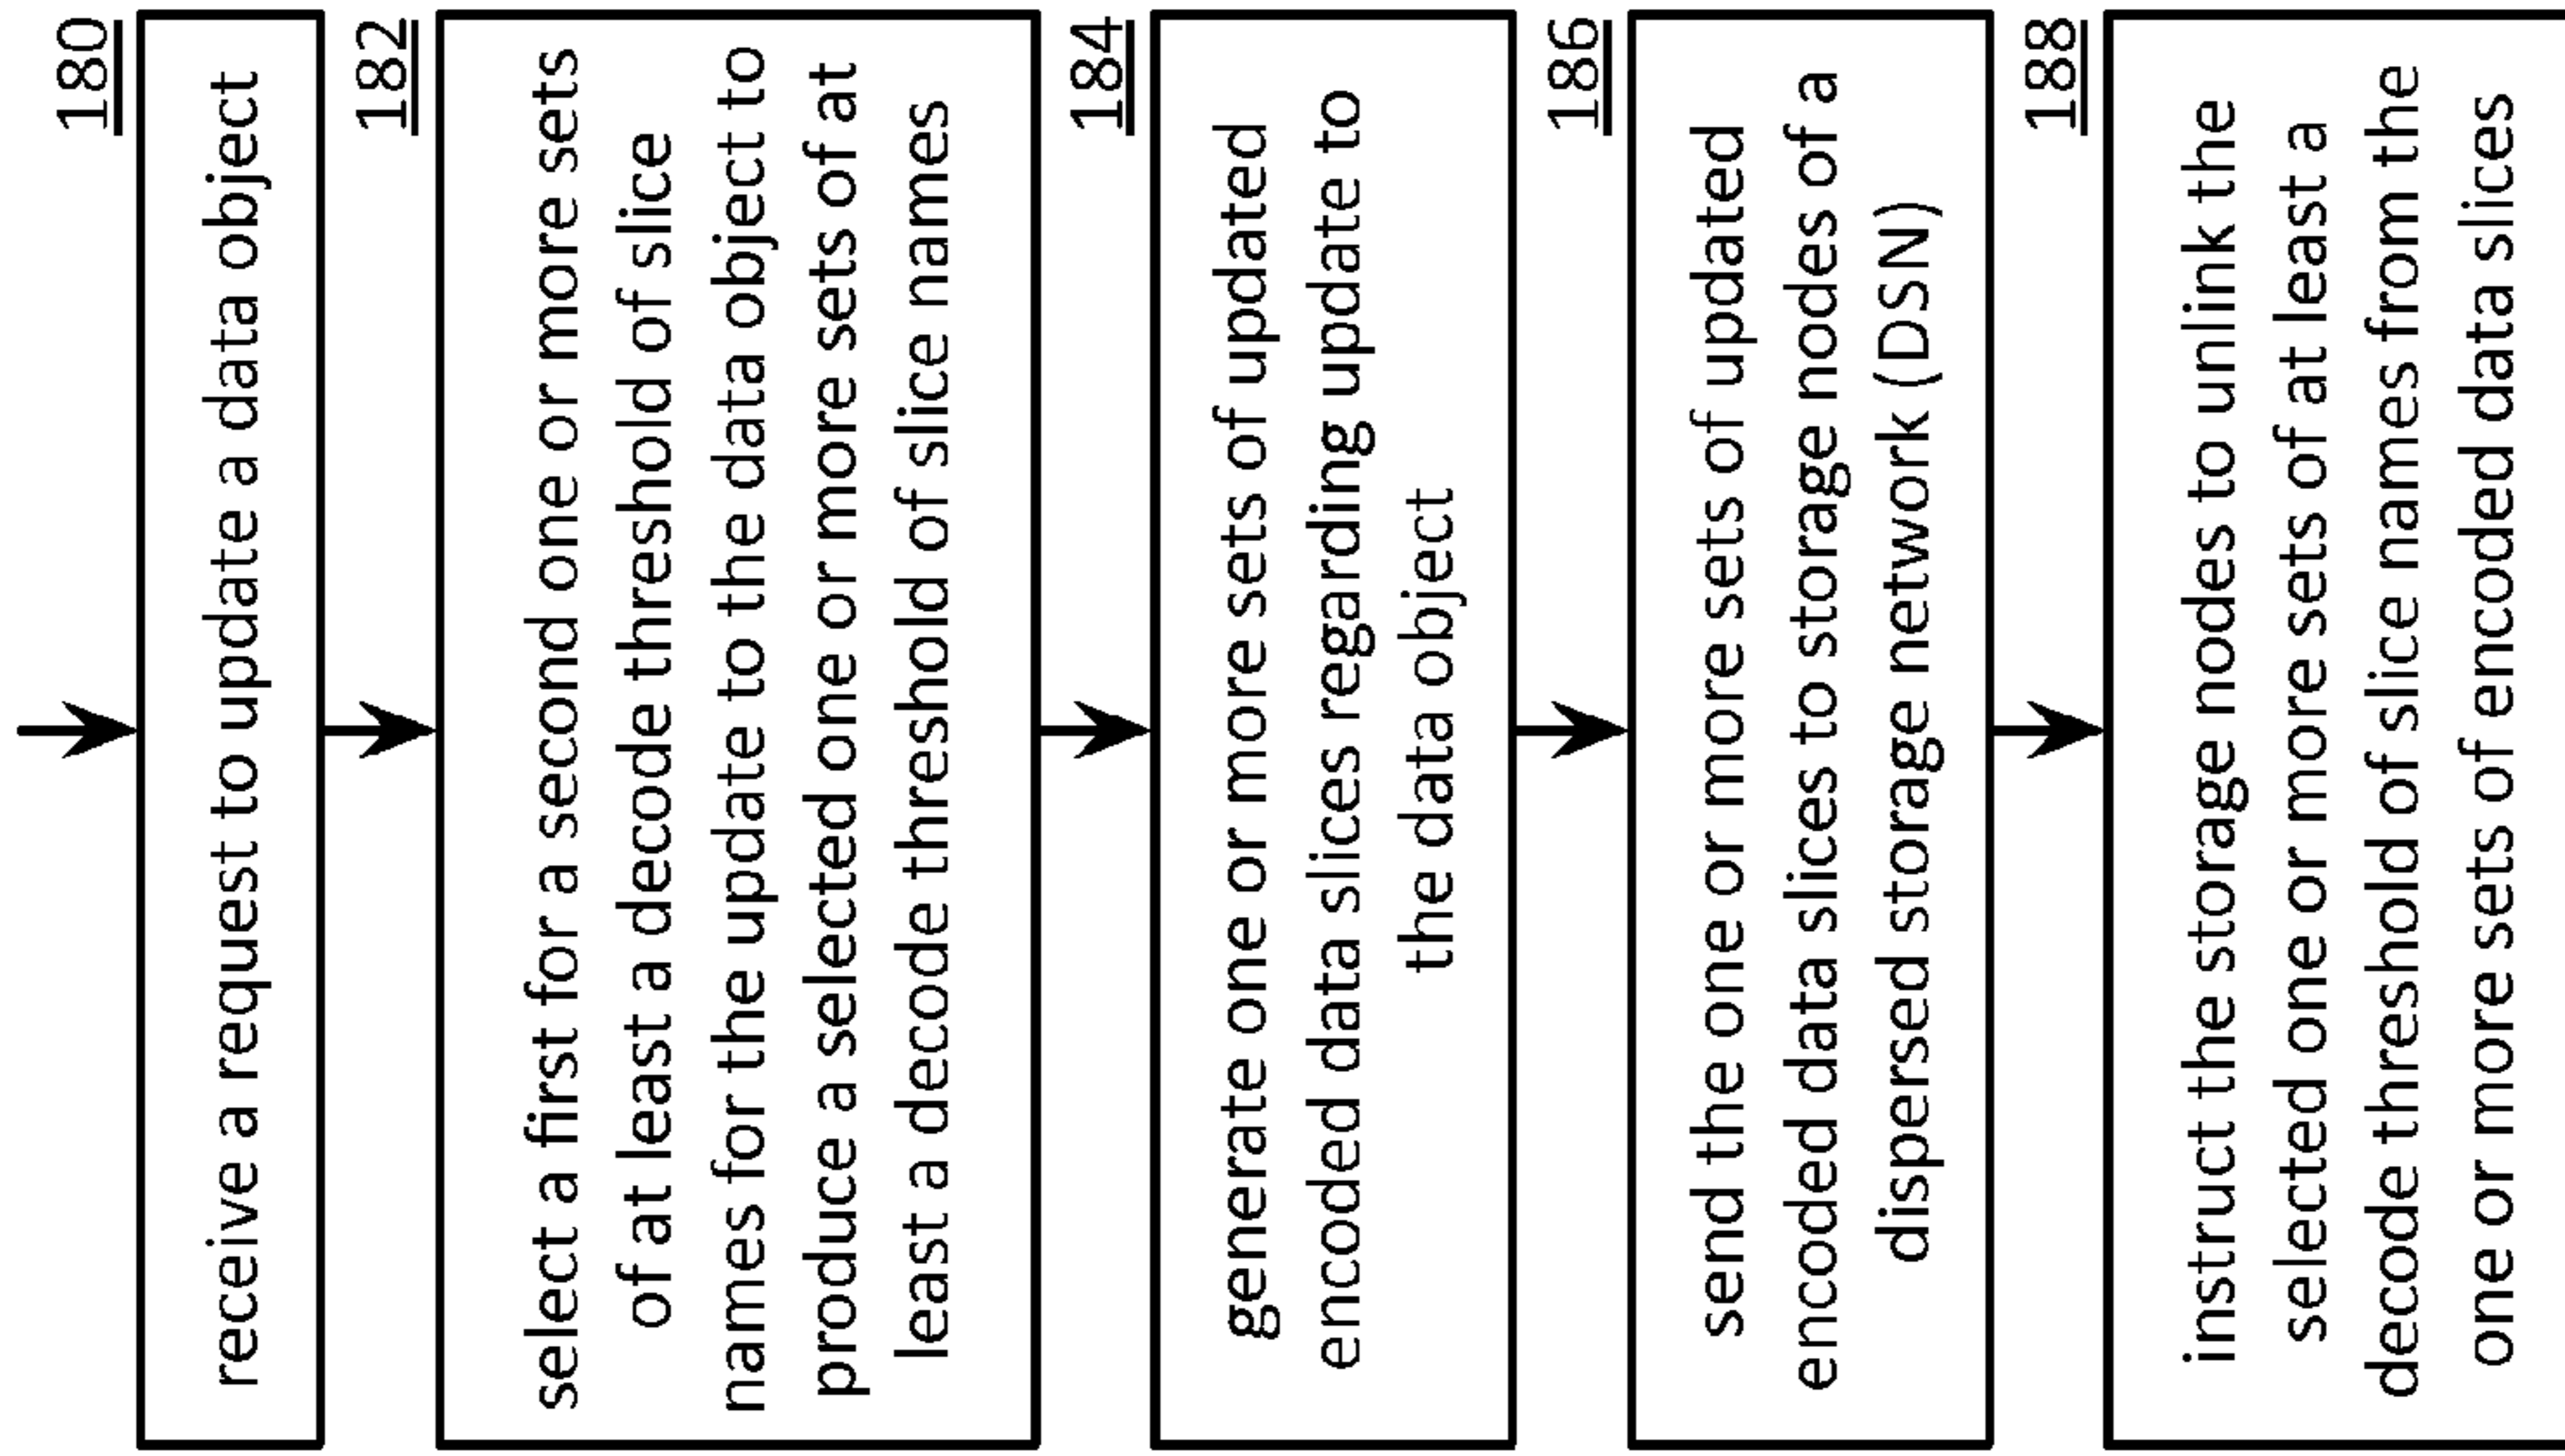 180
receive a request to update a data object
182
select a first for a second one or more sets
of at least a decode threshold of slice
names for the update to the data object to
produce a selected one or more sets of at
least a decode threshold of slice names
184
generate one or more sets of updated
encoded data slices regarding update to
the data object
186
send the one or more sets of updated
encoded data slices to storage nodes of a
dispersed storage network (DSN)
188
instruct the storage nodes to unlink the
selected one or more sets of at least a
decode threshold of slice names from the
one or more sets of encoded data slices